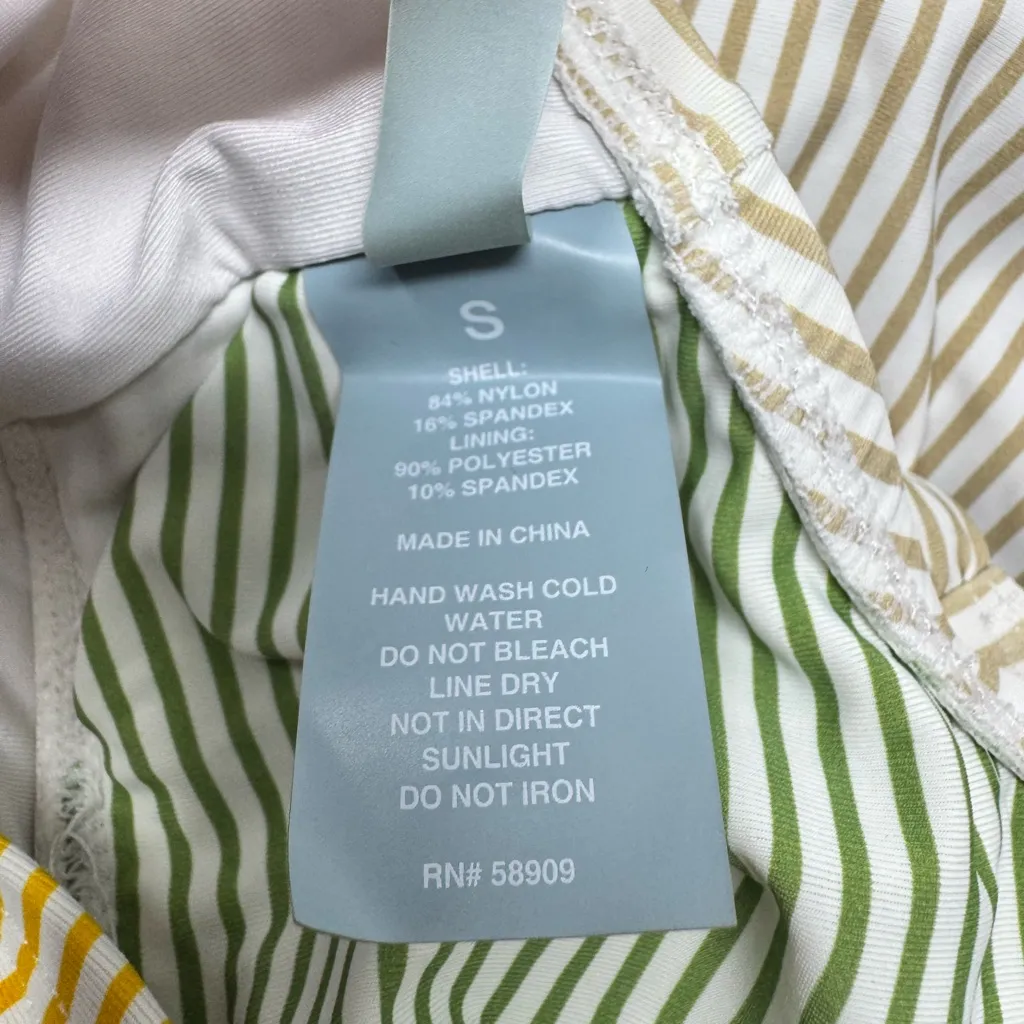 S
SHELL:
84% NYLON
16% SPANDEX
LINING:
90% POLYESTER
10% SPANDEX
MADE IN CHINA
HAND WASH COLD
WATER
DO NOT BLEACH
LINE DRY
NOT IN DIRECT
SUNLIGHT
DO NOT IRON
RN# 58909